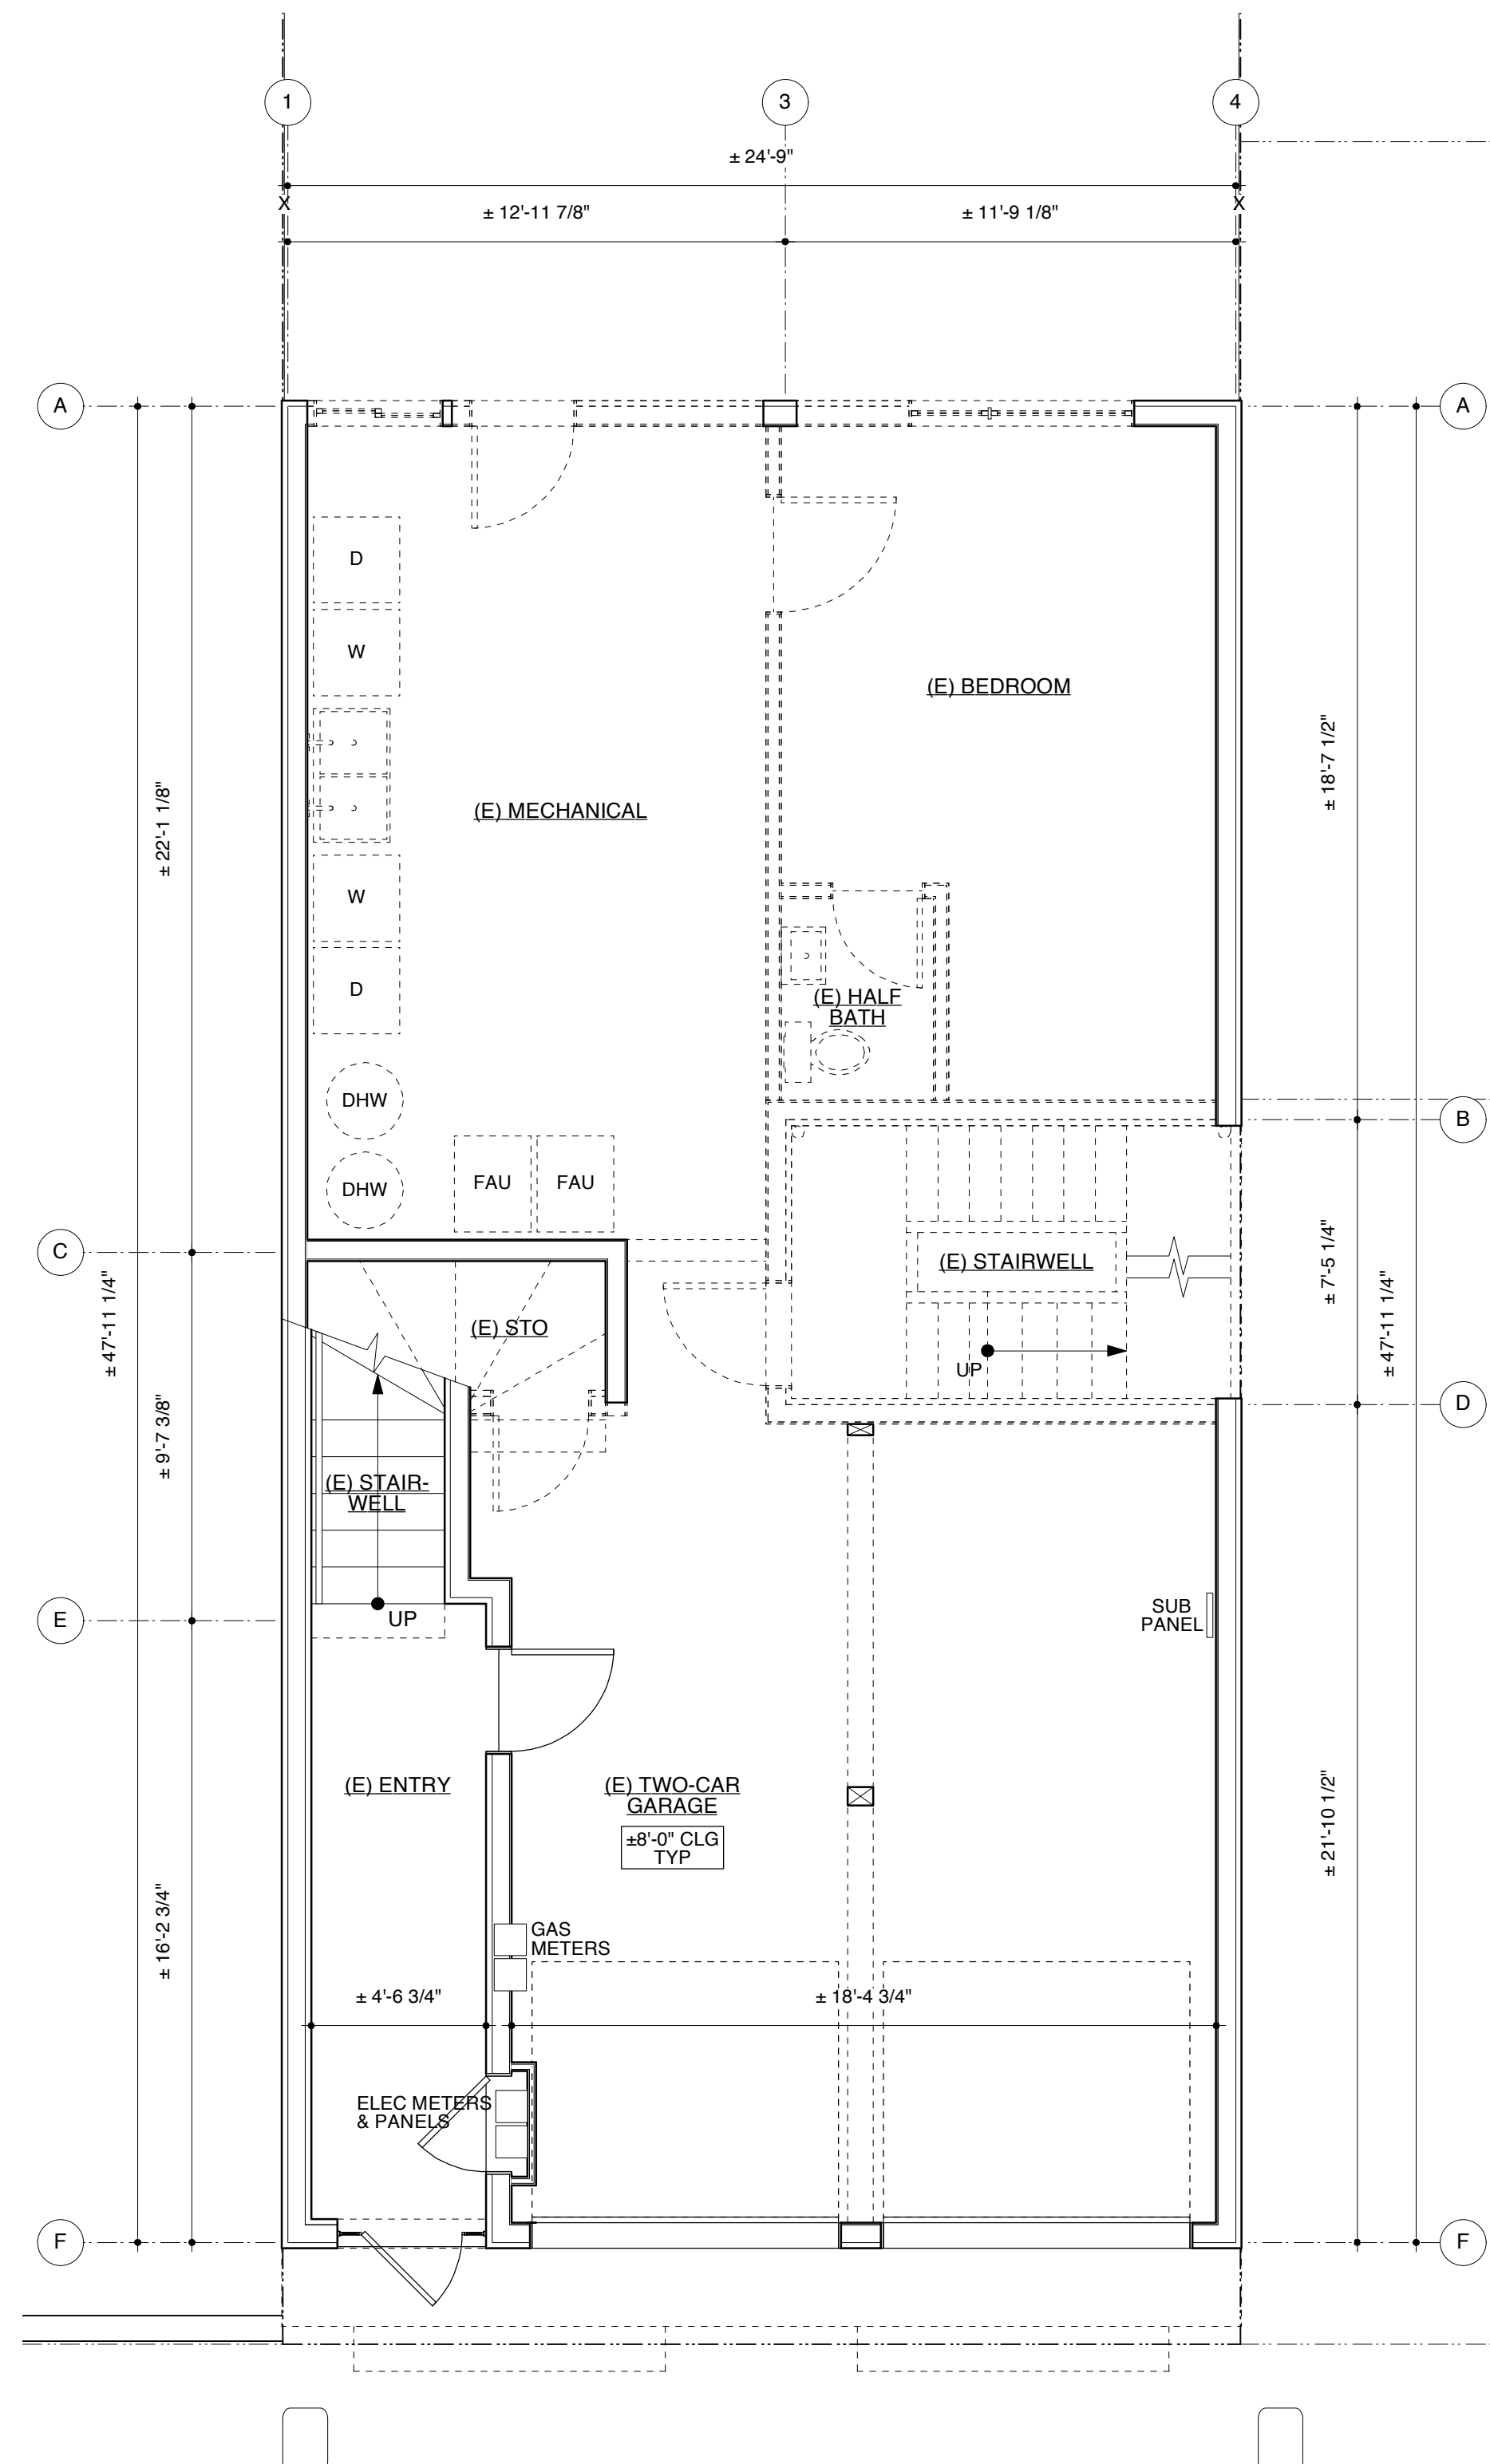 1
3
4
± 24'-9"
X
X
± 12'-11 7/8"
± 11'-9 1/8"
A
A
D
W
(E) BEDROOM
± 18'-7 1/2"
± 22'-1 1/8"
(E) MECHANICAL
W
D
(E) HALF
BATH
DHW
B
DHW
FAU
FAU
C
(E) STAIRWELL
± 7'-5 1/4"
± 47'-11 1/4"
± 47'-11 1/4"
(E) STO
UP
D
± 9'-7 3/8"
(E) STAIR-
WELL
E
UP
SUB
PANEL
(E) ENTRY
(E) TWO-CAR
GARAGE
±8'-0" CLG
TYP
± 21'-10 1/2"
± 16'-2 3/4"
GAS
METERS
± 4'-6 3/4"
± 18'-4 3/4"
ELEC METERS
& PANELS
F
F